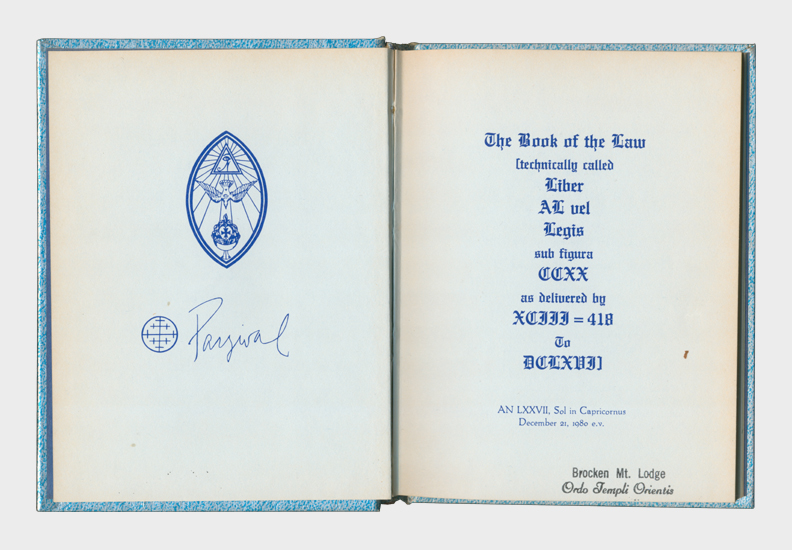 Parzival
The Book of the Law
[technically called
Liber
AL vel
Legis
sub figura
CCXX
as delivered by
XCIII = 418
To
DCLXVI]
AN LXXVII, Sol in Capricornus
December 21, 1980 e.v.
Brocken Mt. Lodge
Ordo Templi Orientis